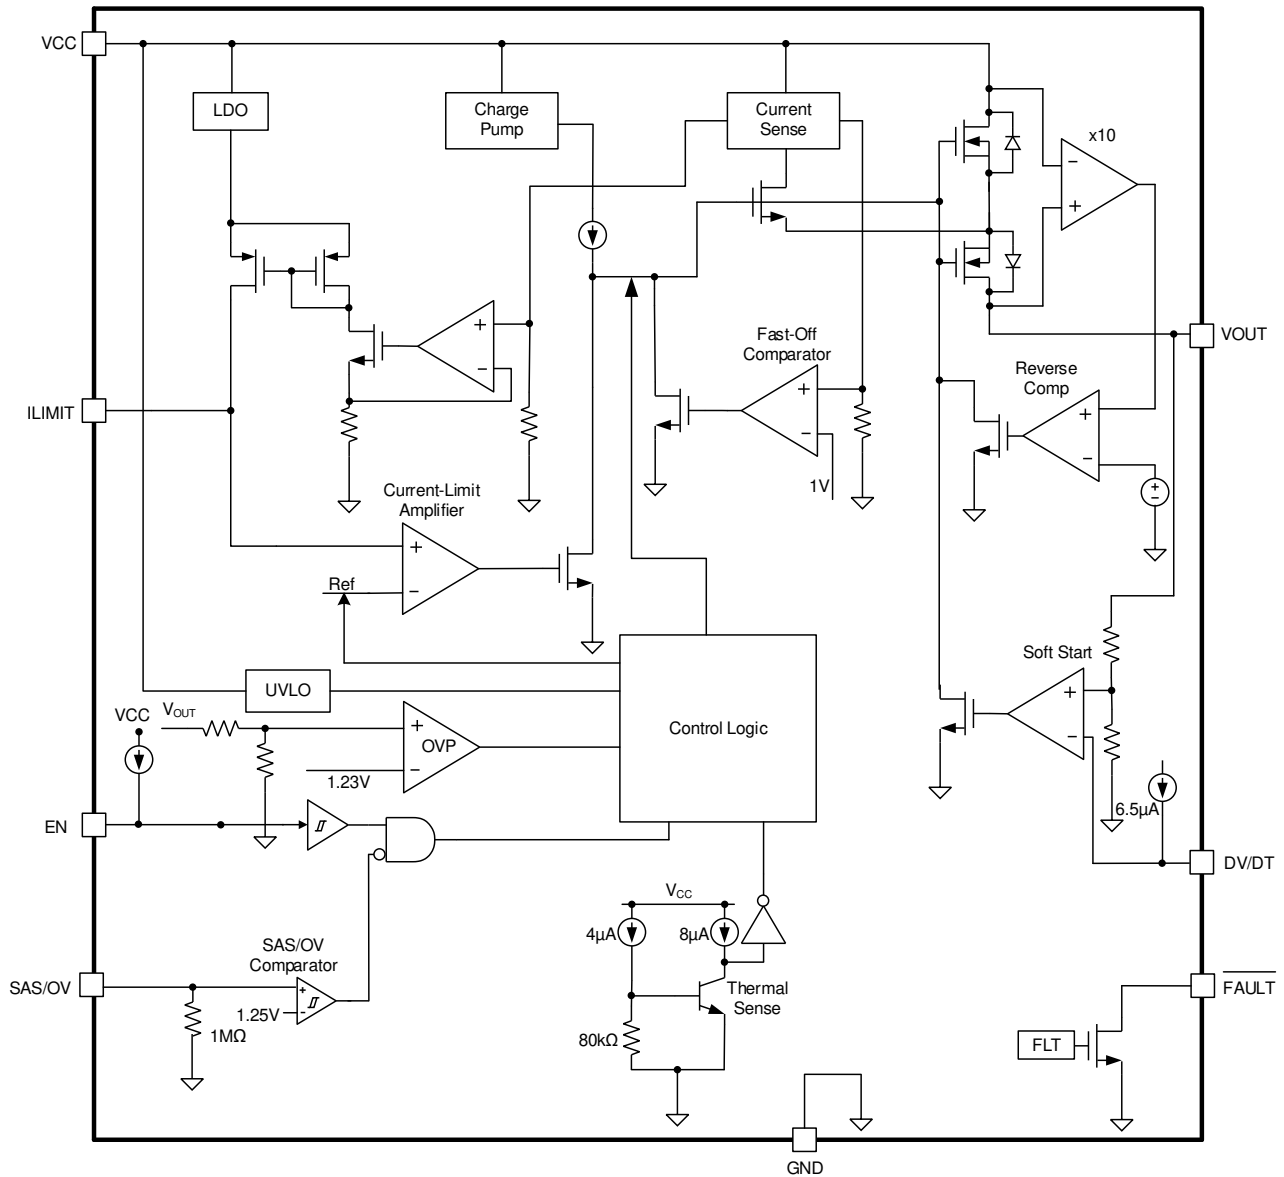 VCC
LDO
Charge
Pump
Current
Sense
x10
−
+
VOUT
+
−
Fast-Off
Comparator
+
−
1V
Reverse
Comp
+
−
+
−
ILIMIT
Current-Limit
Amplifier
+
−
Ref
Soft Start
+
−
UVLO
VCC
VOUT
+
OVP
−
1.23V
Control Logic
6.5µA
EN
DV/DT
VCC
4µA
8µA
SAS/OV
Comparator
SAS/OV
+
−
1.25V
1MΩ
Thermal
Sense
80kΩ
FAULT
FLT
GND